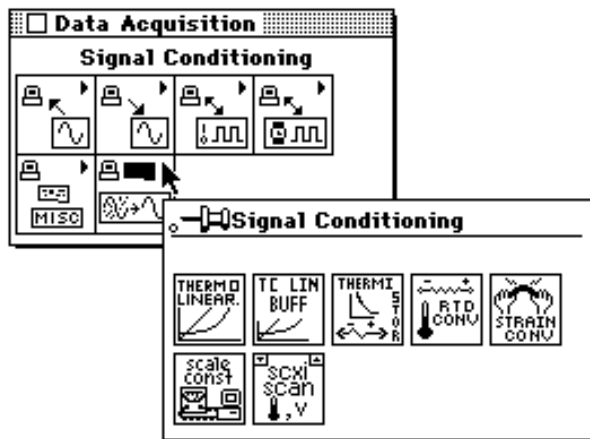 Data Acquisition
Signal Conditioning
MISC
Signal Conditioning
THERMO
LINEAR.
TC LIN
BUFF
THERMI
STOR
RTD
CONV
STRAIN
CONV
scale
const
scxi
scan
,V